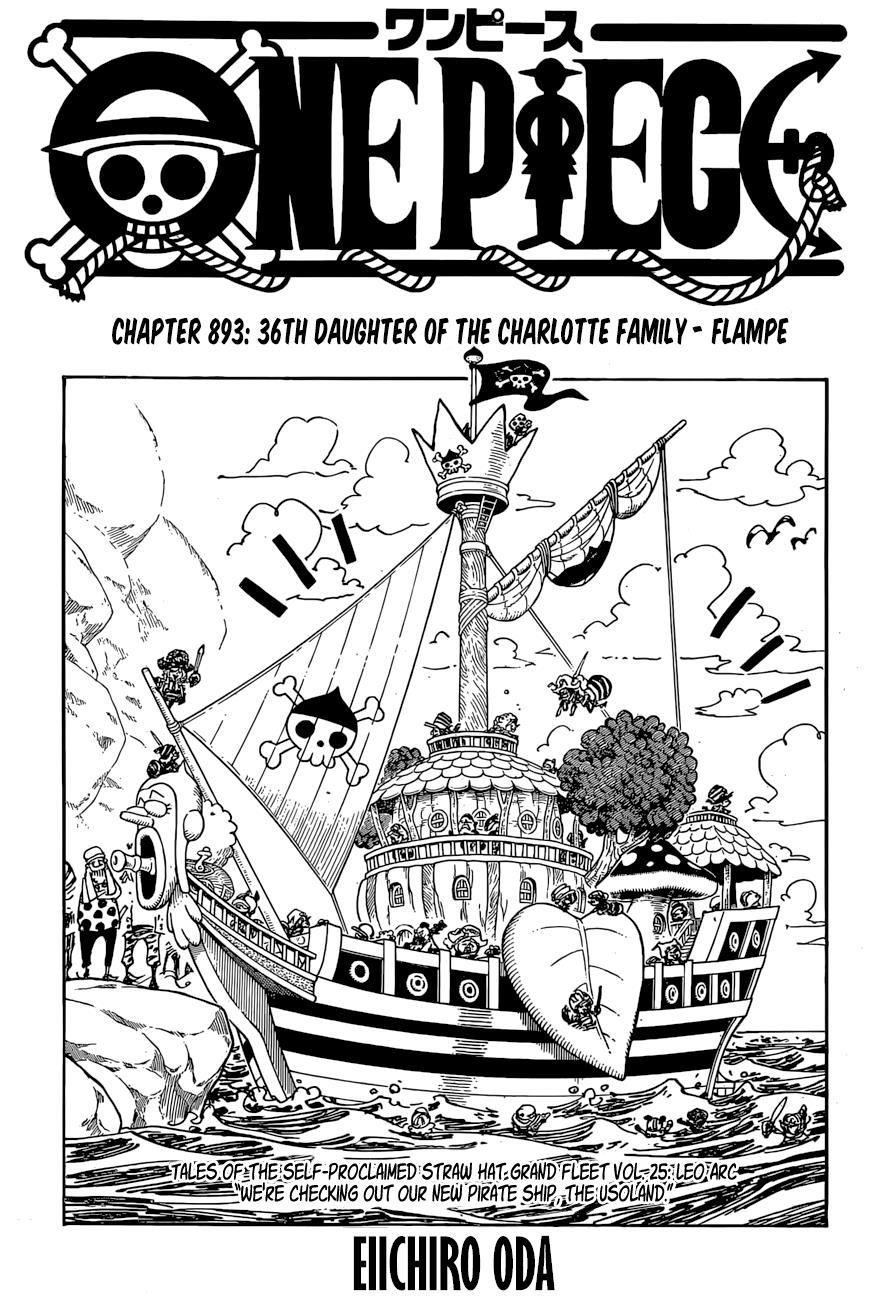 ワンピース
ONE PIECE
CHAPTER 893: 36TH DAUGHTER OF THE CHARLOTTE FAMILY - FLAMPE
TALES OF THE SELF-PROCLAIMED STRAW HAT GRAND FLEET VOL. 25: LEO ARC
"WE'RE CHECKING OUT OUR NEW PIRATE SHIP, THE USOLAND."
EIICHIRO ODA